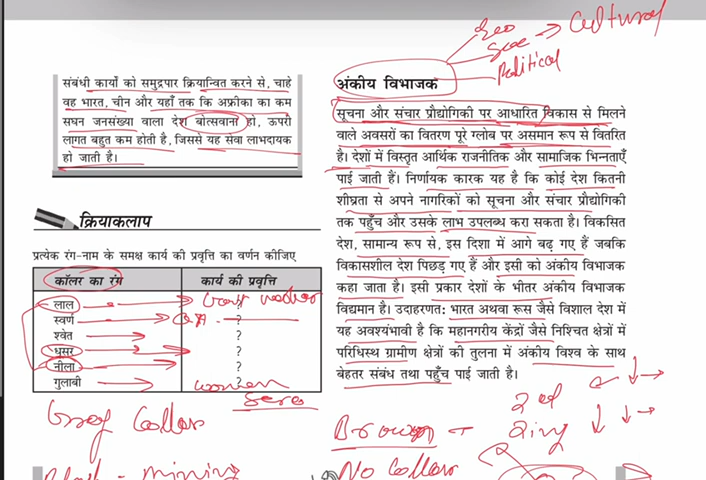 संबंधी कार्यों को समुद्रपार क्रियान्वित करने से, चाहे
वह भारत, चीन और यहाँ तक कि अफ्रीका का कम
सघन जनसंख्या वाला देश बोत्सवाना हो, ऊपरी
लागत बहुत कम होती है, जिससे यह सेवा लाभदायक
हो जाती है।
क्रियाकलाप
प्रत्येक रंग-नाम के समक्ष कार्य की प्रवृत्ति का वर्णन कीजिए
कॉलर का रंग कार्य की प्रवृत्ति
लाल
स्वर्ण ?
श्वेत ?
धूसर ?
नीला ?
गुलाबी ? women
Grey Collar
mining
Cultural
Political
अंकीय विभाजक
सूचना और संचार प्रौद्योगिकी पर आधारित विकास से मिलने
वाले अवसरों का वितरण पूरे ग्लोब पर असमान रूप से वितरित
है। देशों में विस्तृत आर्थिक राजनीतिक और सामाजिक भिन्नताएँ
पाई जाती हैं। निर्णायक कारक यह है कि कोई देश कितनी
शीघ्रता से अपने नागरिकों को सूचना और संचार प्रौद्योगिकी
तक पहुँच और उसके लाभ उपलब्ध करा सकता है। विकसित
देश, सामान्य रूप से, इस दिशा में आगे बढ़ गए हैं जबकि
विकासशील देश पिछड़ गए हैं और इसी को अंकीय विभाजक
कहा जाता है। इसी प्रकार देशों के भीतर अंकीय विभाजक
विद्यमान है। उदाहरणतः भारत अथवा रूस जैसे विशाल देश में
यह अवश्यंभावी है कि महानगरीय केंद्रों जैसे निश्चित क्षेत्रों में
परिधिस्थ ग्रामीण क्षेत्रों की तुलना में अंकीय विश्व के साथ
बेहतर संबंध तथा पहुँच पाई जाती है।
Brown
No Collar